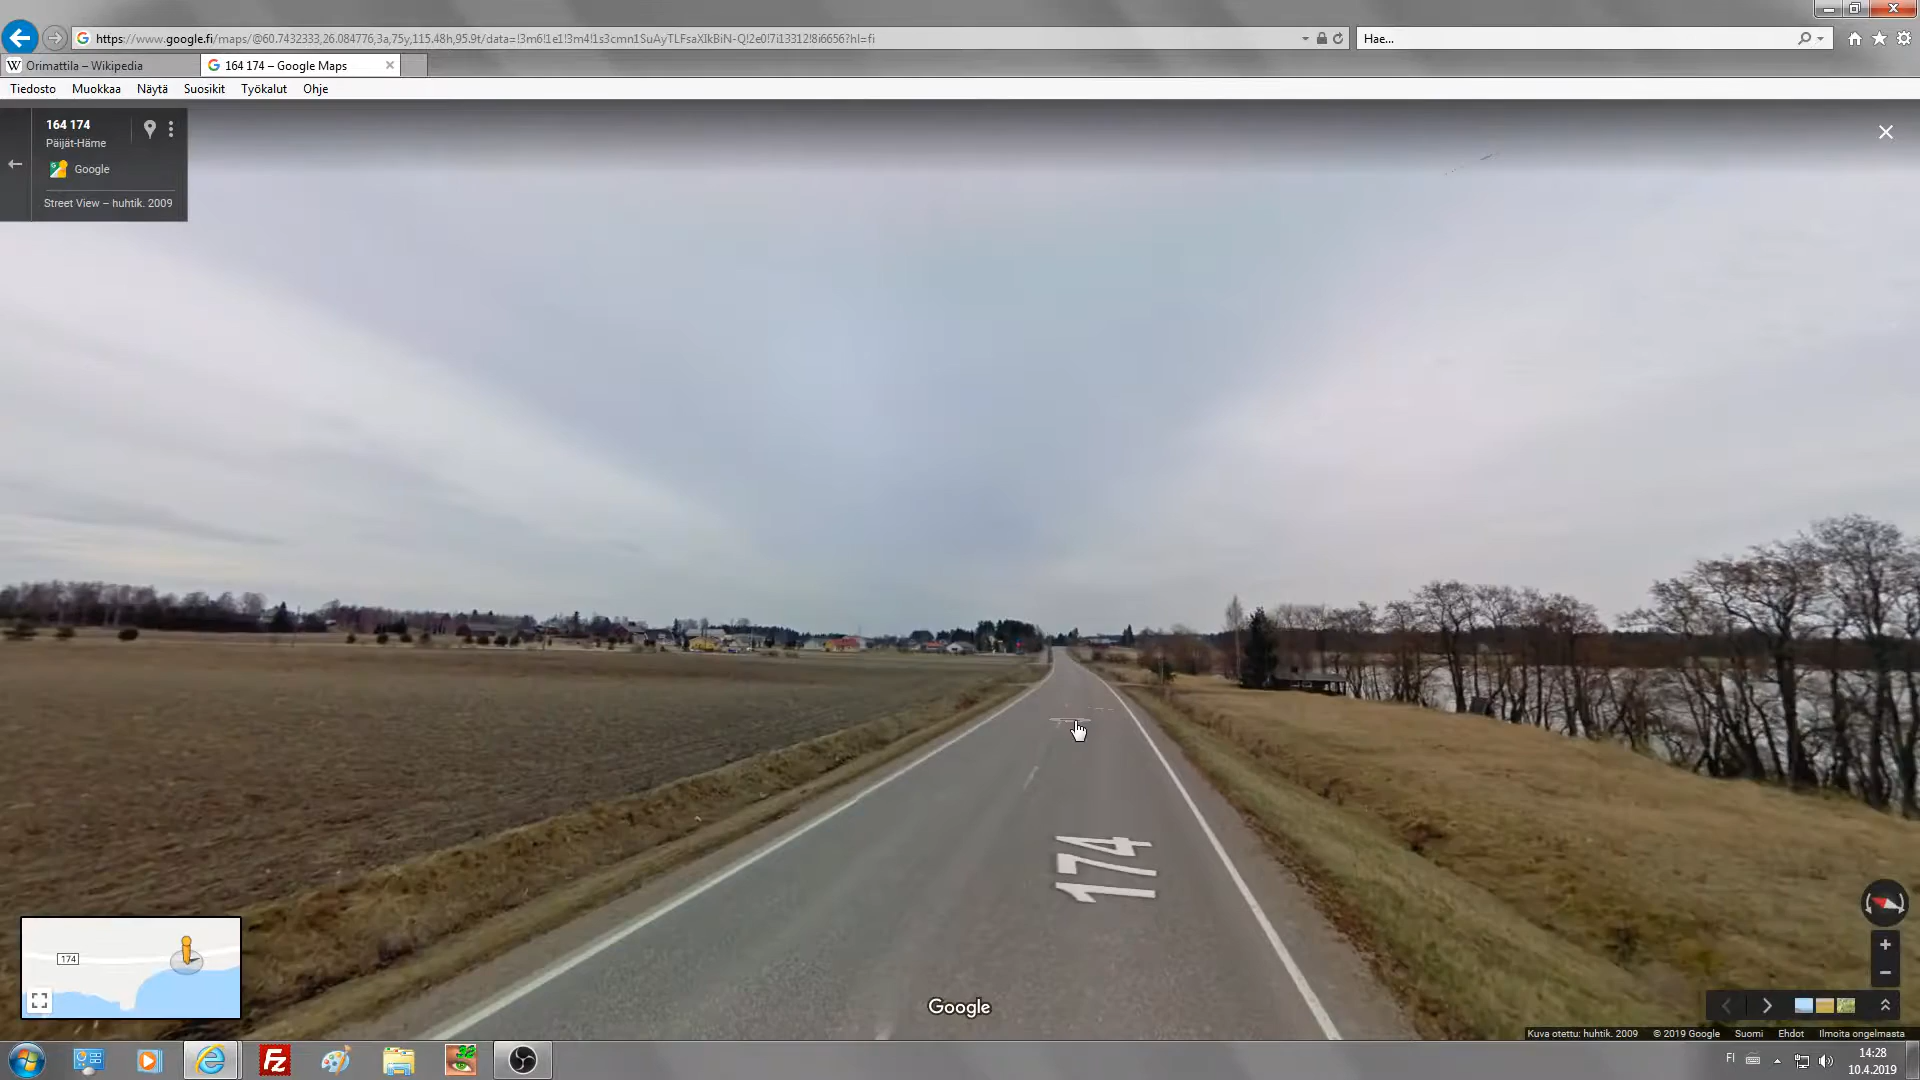 https://www.google.fi/maps/@60.7432333,26.084776,3a,75y,115.48h,95.9t/data=!3m6!1e1!3m4!1s3cmn1SuAyTLFsaXIkBiN-Q!2e0!7i13312!8i6656?hl=fi
Hae...
Orimattila – Wikipedia
164 174 – Google Maps
Tiedosto Muokkaa Näytä Suosikit Työkalut Ohje
164 174
Päijät-Häme
Google
Street View – huhtik. 2009
174
174
Google
Kuva otettu: huhtik. 2009 © 2019 Google Suomi Ehdot Ilmoita ongelmasta
FI
14:28
10.4.2019